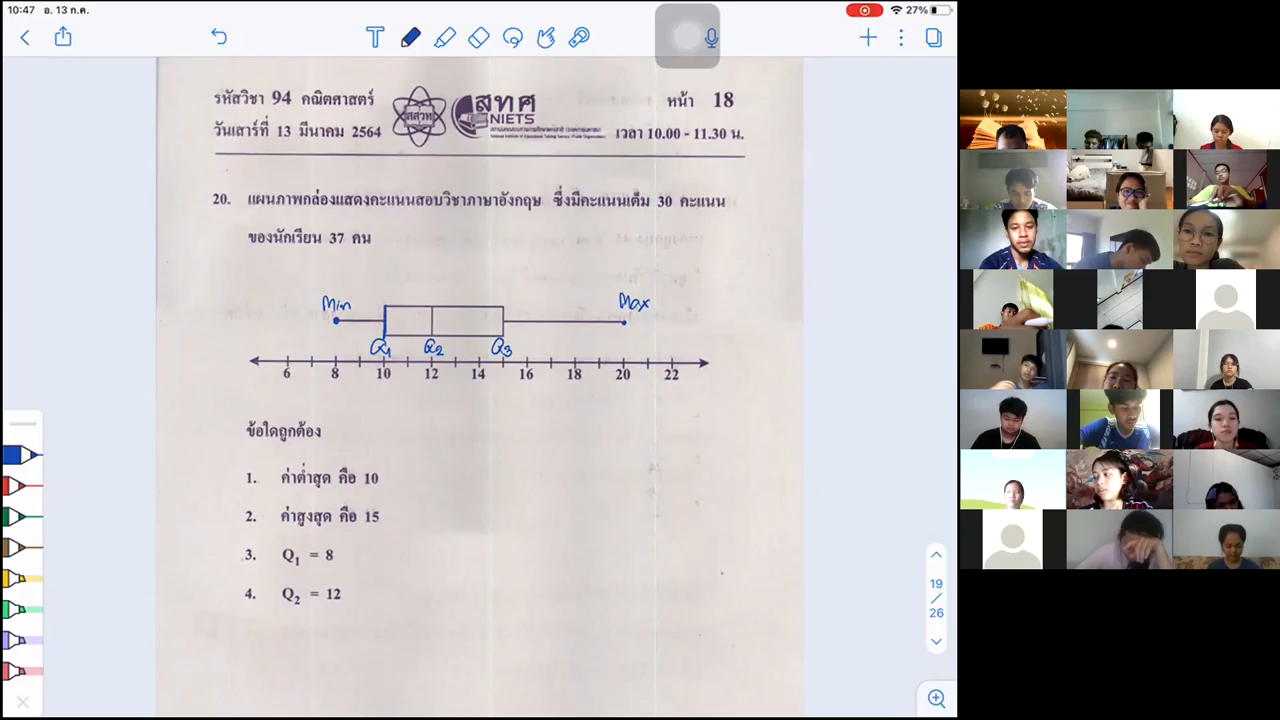 10:47 อ. 13 ก.ค.
27%
รหัสวิชา 94 คณิตศาสตร์
วันเสาร์ที่ 13 มีนาคม 2564
สสวท
สทศ
NIETS
หน้า 18
เวลา 10.00 - 11.30 น.
20. แผนภาพกล่องแสดงคะแนนสอบวิชาภาษาอังกฤษ ซึ่งมีคะแนนเต็ม 30 คะแนน
ของนักเรียน 37 คน
Min
Max
Q1 Q2 Q3
6 8 10 12 14 16 18 20 22
ข้อใดถูกต้อง
1. ค่าต่ำสุด คือ 10
2. ค่าสูงสุด คือ 15
3. Q1 = 8
4. Q2 = 12
19
/
26